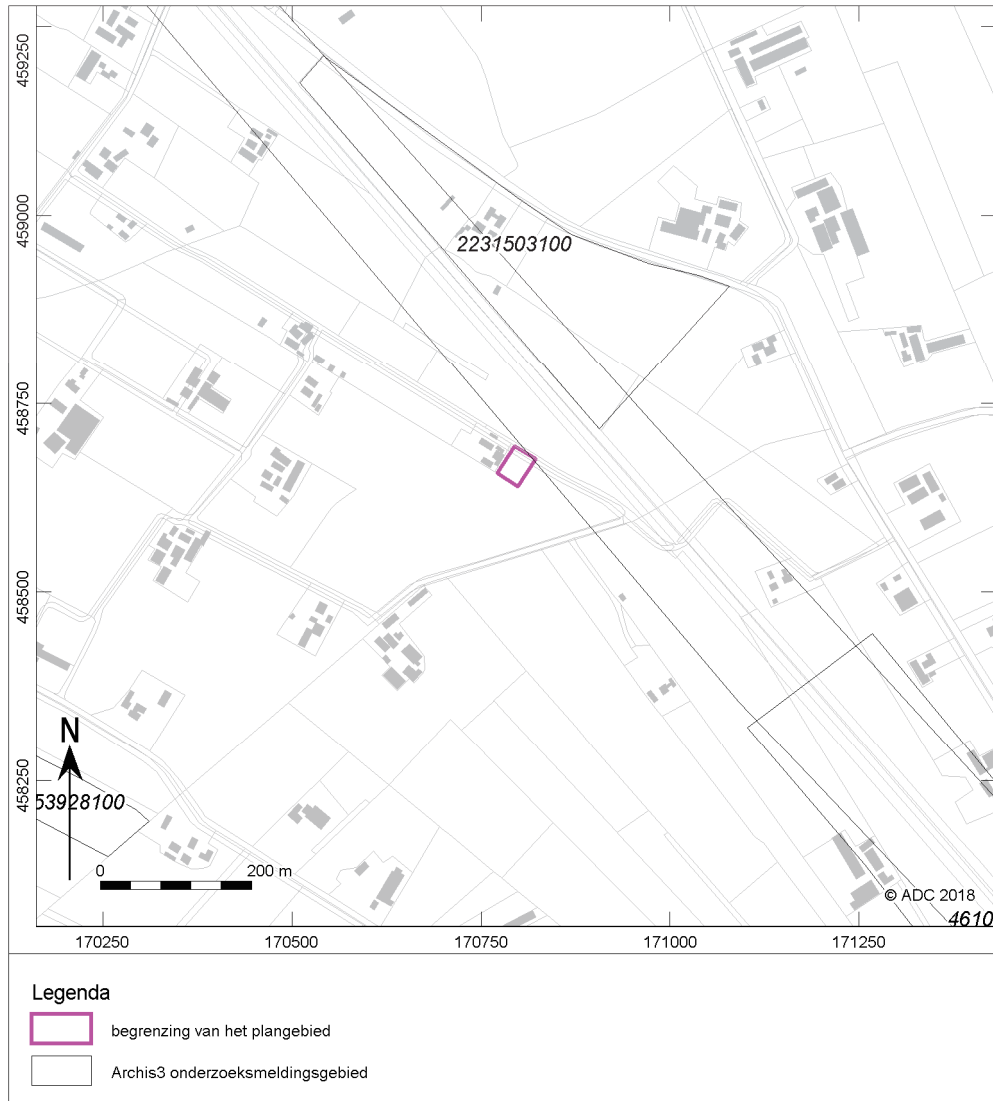 459250
459000
458750
458500
458250
2231503100
53928100
N
0 200 m
© ADC 2018
4610
170250 170500 170750 171000 171250
Legenda
begrenzing van het plangebied
Archis3 onderzoeksmeldingsgebied